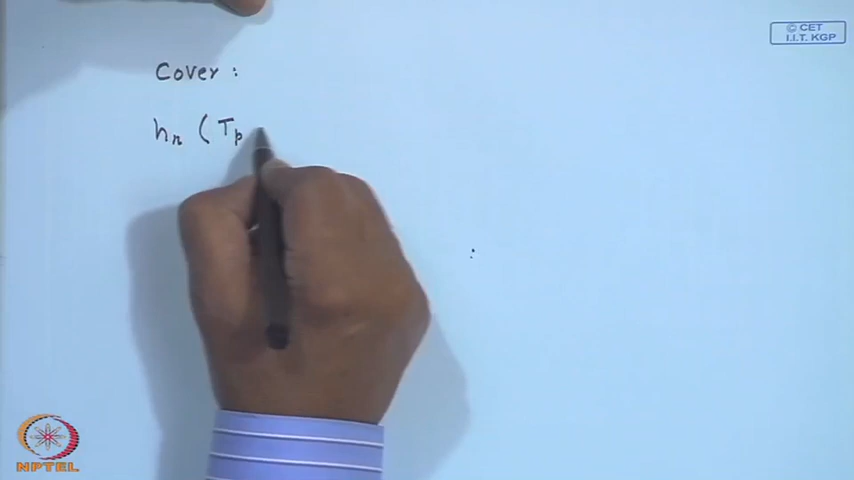 © CET
I.I.T. KGP
Cover :
hr (Tp
NPTEL